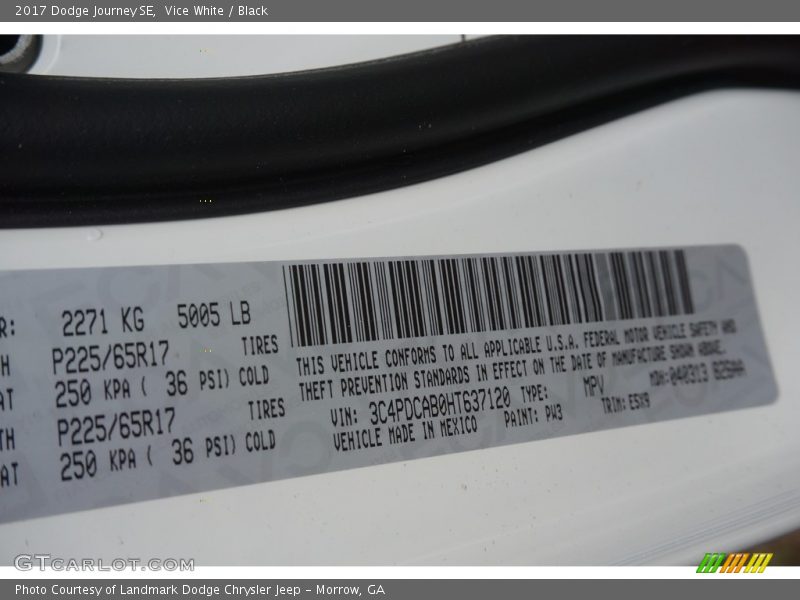 2017 Dodge Journey SE, Vice White / Black
R: 2271 KG 5005 LB
TH P225/65R17 TIRES
AT 250 KPA ( 36 PSI) COLD
TH P225/65R17 TIRES
AT 250 KPA ( 36 PSI) COLD
THIS VEHICLE CONFORMS TO ALL APPLICABLE U.S.A. FEDERAL MOTOR VEHICLE SAFETY AND
THEFT PREVENTION STANDARDS IN EFFECT ON THE DATE OF MANUFACTURE SHOWN ABOVE.
VIN: 3C4PDCAB0HT637120 TYPE: MPV MDH:
VEHICLE MADE IN MEXICO PAINT: PW3 TRIM:
GTCarLot.com
Photo Courtesy of Landmark Dodge Chrysler Jeep – Morrow, GA